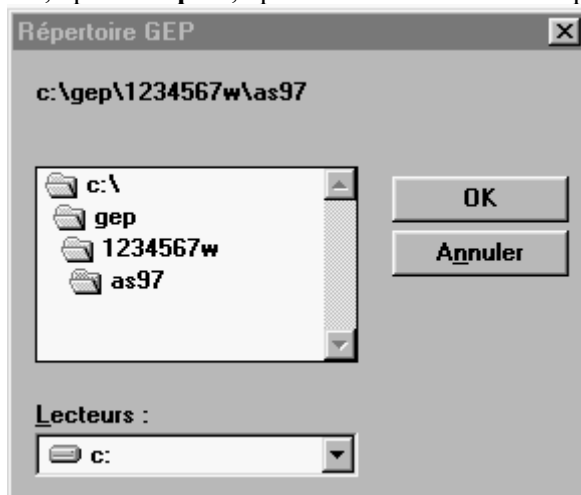 Répertoire GEP
c:\gep\1234567w\as97
c:\
gep
1234567w
as97
OK
Annuler
Lecteurs :
c: